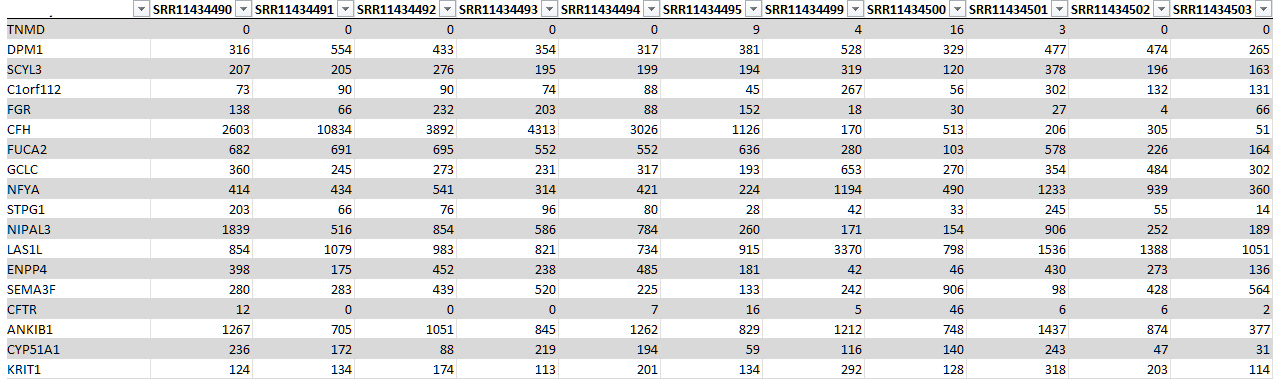 SRR11434490 SRR11434491 SRR11434492 SRR11434493 SRR11434494 SRR11434495 SRR11434499 SRR11434500 SRR11434501 SRR11434502 SRR11434503
TNMD 0 0 0 0 0 9 4 16 3 0 0
DPM1 316 554 433 354 317 381 528 329 477 474 265
SCYL3 207 205 276 195 199 194 319 120 378 196 163
C1orf112 73 90 90 74 88 45 267 56 302 132 131
FGR 138 66 232 203 88 152 18 30 27 4 66
CFH 2603 10834 3892 4313 3026 1126 170 513 206 305 51
FUCA2 682 691 695 552 552 636 280 103 578 226 164
GCLC 360 245 273 231 317 193 653 270 354 484 302
NFYA 414 434 541 314 421 224 1194 490 1233 939 360
STPG1 203 66 76 96 80 28 42 33 245 55 14
NIPAL3 1839 516 854 586 784 260 171 154 906 252 189
LAS1L 854 1079 983 821 734 915 3370 798 1536 1388 1051
ENPP4 398 175 452 238 485 181 42 46 430 273 136
SEMA3F 280 283 439 520 225 133 242 906 98 428 564
CFTR 12 0 0 0 7 16 5 46 6 6 2
ANKIB1 1267 705 1051 845 1262 829 1212 748 1437 874 377
CYP51A1 236 172 88 219 194 59 116 140 243 47 31
KRIT1 124 134 174 113 201 134 292 128 318 203 114